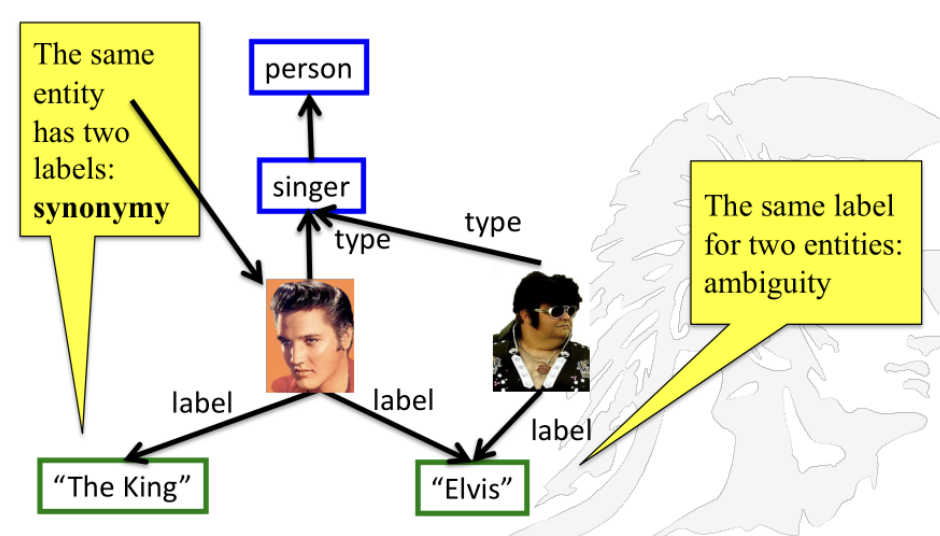 The same
entity
has two
labels:
synonymy
person
singer
type
type
The same label
for two entities:
ambiguity
label
label
label
“The King”
“Elvis”